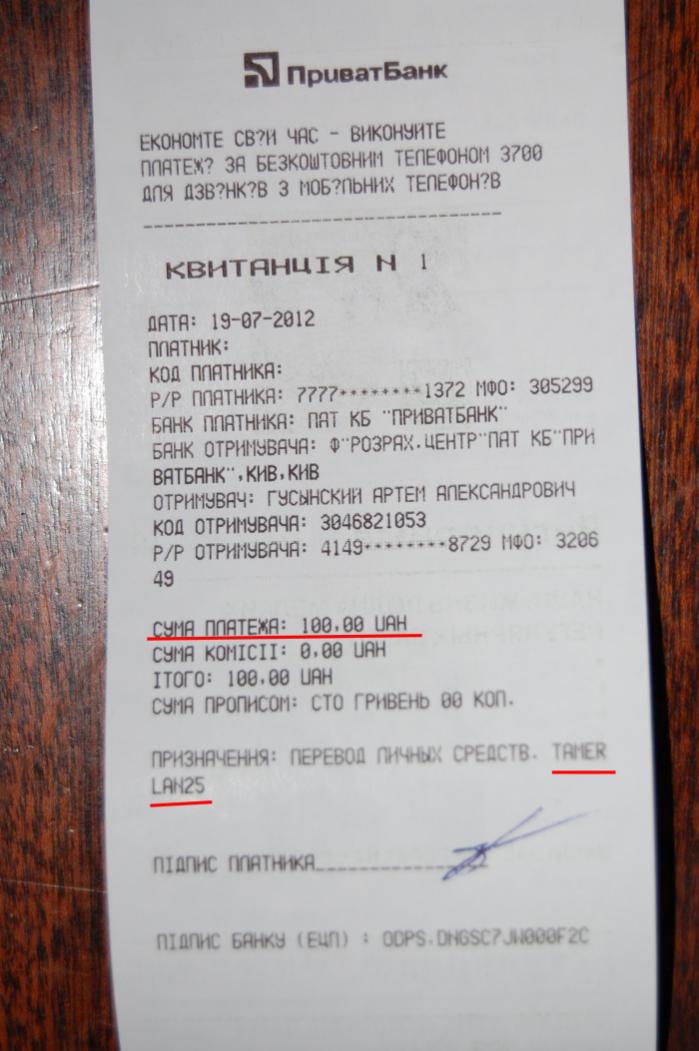 ПриватБанк
ЕКОНОМТЕ СВ?И ЧАС - ВИКОНУИТЕ
ПЛАТЕЖ? ЗА БЕЗКОШТОВНИМ ТЕЛЕФОНОМ 3700
ДЛЯ ДЗВ?НК?В З МОБ?ЛЬНИХ ТЕЛЕФОН?В
КВИТАНЦІЯ N 1
ДАТА: 19-07-2012
ПЛАТНИК:
КОД ПЛАТНИКА:
Р/Р ПЛАТНИКА: 7777********1372 МФО: 305299
БАНК ПЛАТНИКА: ПАТ КБ "ПРИВАТБАНК"
БАНК ОТРИМУВАЧА: Ф"РОЗРАХ.ЦЕНТР"ПАТ КБ"ПРИ
ВАТБАНК",КИВ,КИВ
ОТРИМУВАЧ: ГУСЫНСКИЙ АРТЕМ АЛЕКСАНДРОВИЧ
КОД ОТРИМУВАЧА: 3046821053
Р/Р ОТРИМУВАЧА: 4149********8729 МФО: 3206
49
СУМА ПЛАТЕЖА: 100.00 UAH
СУМА КОМІСІІ: 0.00 UAH
ІТОГО: 100.00 UAH
СУМА ПРОПИСОМ: СТО ГРИВЕНЬ 00 КОП.
ПРИЗНАЧЕННЯ: ПЕРЕВОД ЛИЧНЫХ СРЕДСТВ. TAMER
LAN25
ПІДПИС ПЛАТНИКА
ПІДПИС БАНКУ (ЕЦП) : ODPS.DNGSC7JW000F2C